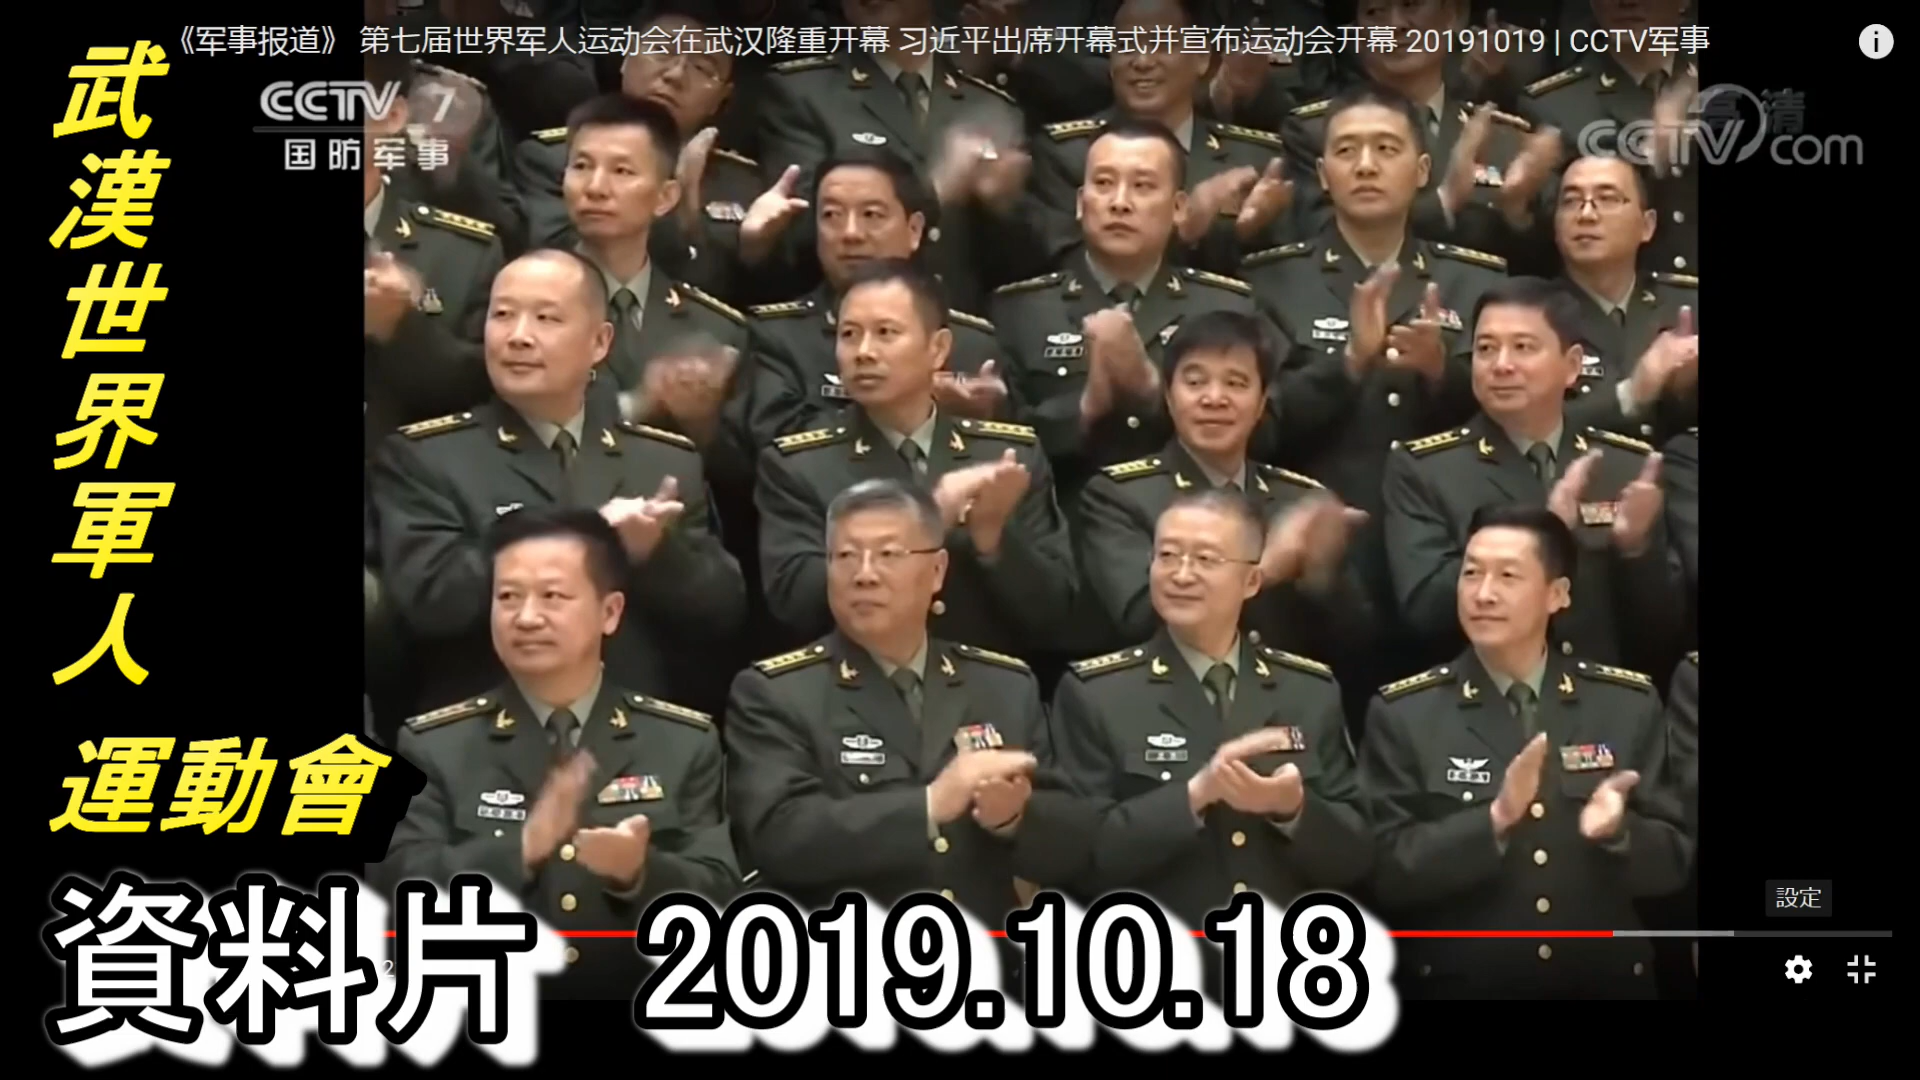 《军事报道》 第七届世界军人运动会在武汉隆重开幕 习近平出席开幕式并宣布运动会开幕 20191019 | CCTV军事
CCTV 7
国防军事
高清
CCTV com
武漢世界軍人
運動會
設定
資料片 2019.10.18